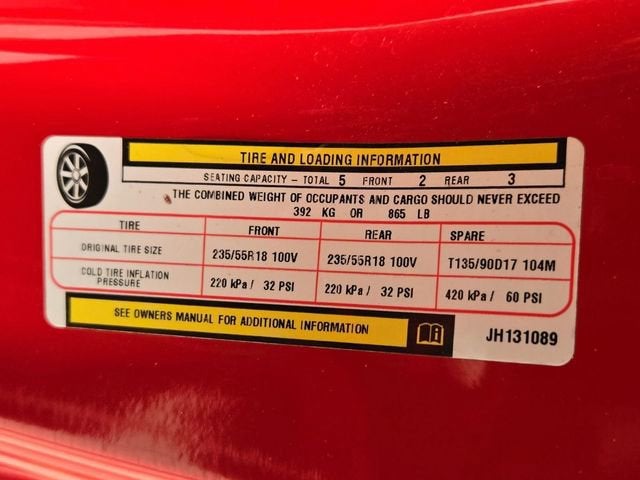 TIRE AND LOADING INFORMATION
SEATING CAPACITY – TOTAL 5 FRONT 2 REAR 3
THE COMBINED WEIGHT OF OCCUPANTS AND CARGO SHOULD NEVER EXCEED
392 KG OR 865 LB
TIRE FRONT REAR SPARE
ORIGINAL TIRE SIZE 235/55R18 100V 235/55R18 100V T135/90D17 104M
COLD TIRE INFLATION
PRESSURE 220 kPa / 32 PSI 220 kPa / 32 PSI 420 kPa / 60 PSI
SEE OWNERS MANUAL FOR ADDITIONAL INFORMATION
JH131089